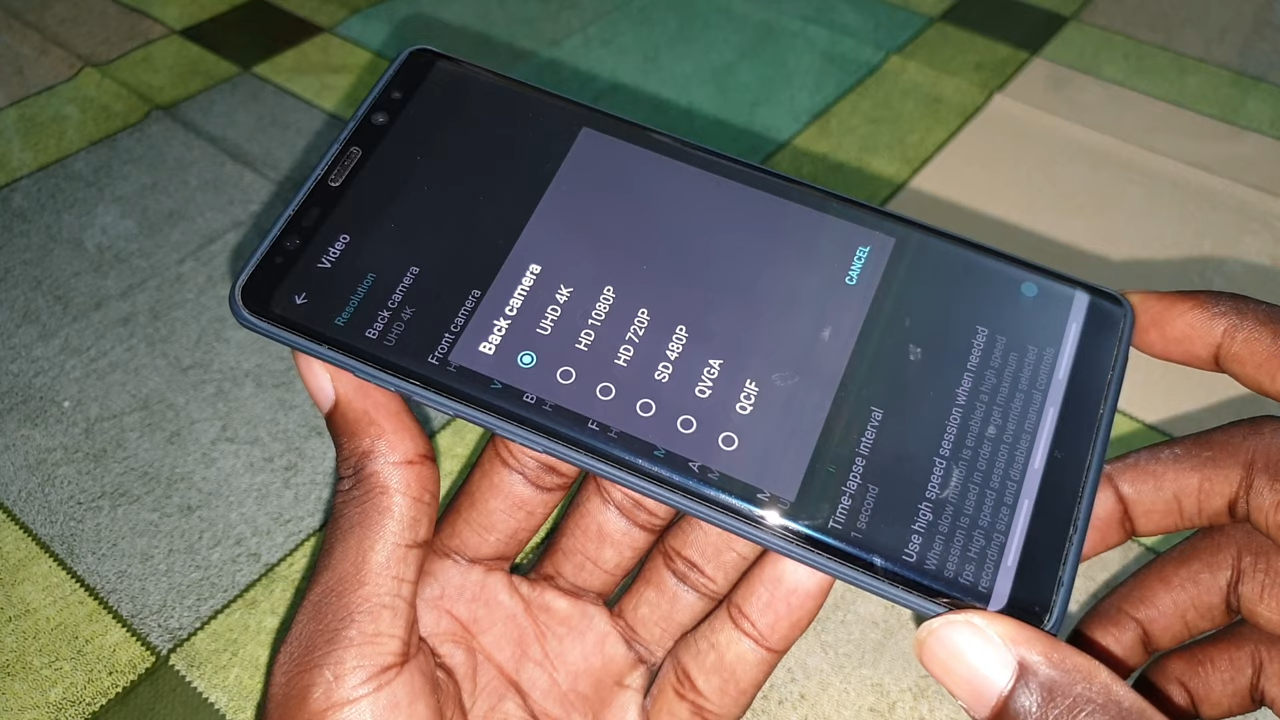 Video
Resolution
Back camera
UHD 4K
Front camera
Back camera
UHD 4K
HD 1080P
HD 720P
SD 480P
QVGA
QCIF
CANCEL
Time-lapse interval
1 second
Use high speed session when needed
When slow motion is enabled a high speed
session is used in order to get maximum
fps. High speed session overrides selected
recording size and disables manual controls